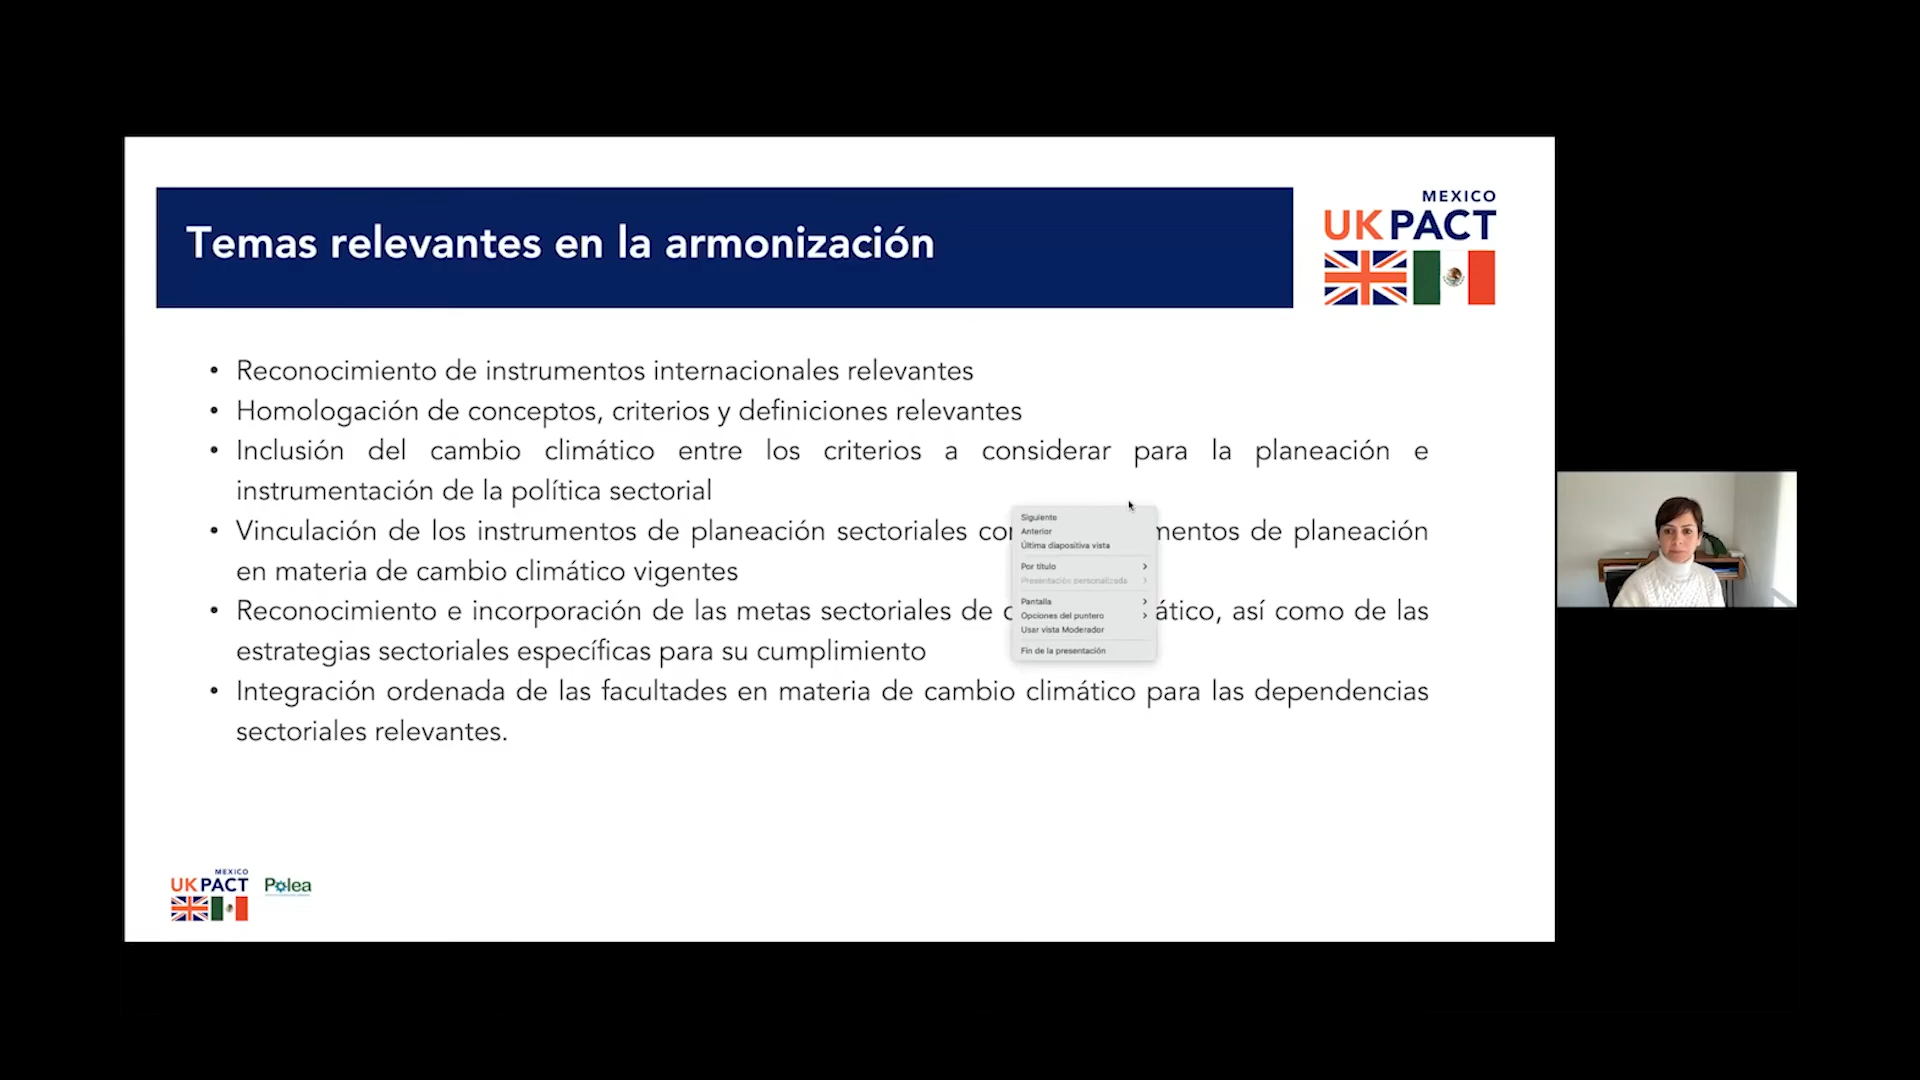 Temas relevantes en la armonización
MEXICO
UK PACT
• Reconocimiento de instrumentos internacionales relevantes
• Homologación de conceptos, criterios y definiciones relevantes
• Inclusión del cambio climático entre los criterios a considerar para la planeación e
instrumentación de la política sectorial
• Vinculación de los instrumentos de planeación sectoriales mentos de planeación
en materia de cambio climático vigentes
• Reconocimiento e incorporación de las metas sectoriales de ático, así como de las
estrategias sectoriales específicas para su cumplimiento
• Integración ordenada de las facultades en materia de cambio climático para las dependencias
sectoriales relevantes.
Siguiente
Anterior
Última diapositiva vista
Por título
Presentación personalizada
Pantalla
Opciones del puntero
Usar vista Moderador
Fin de la presentación
MEXICO
UK PACT
Polea